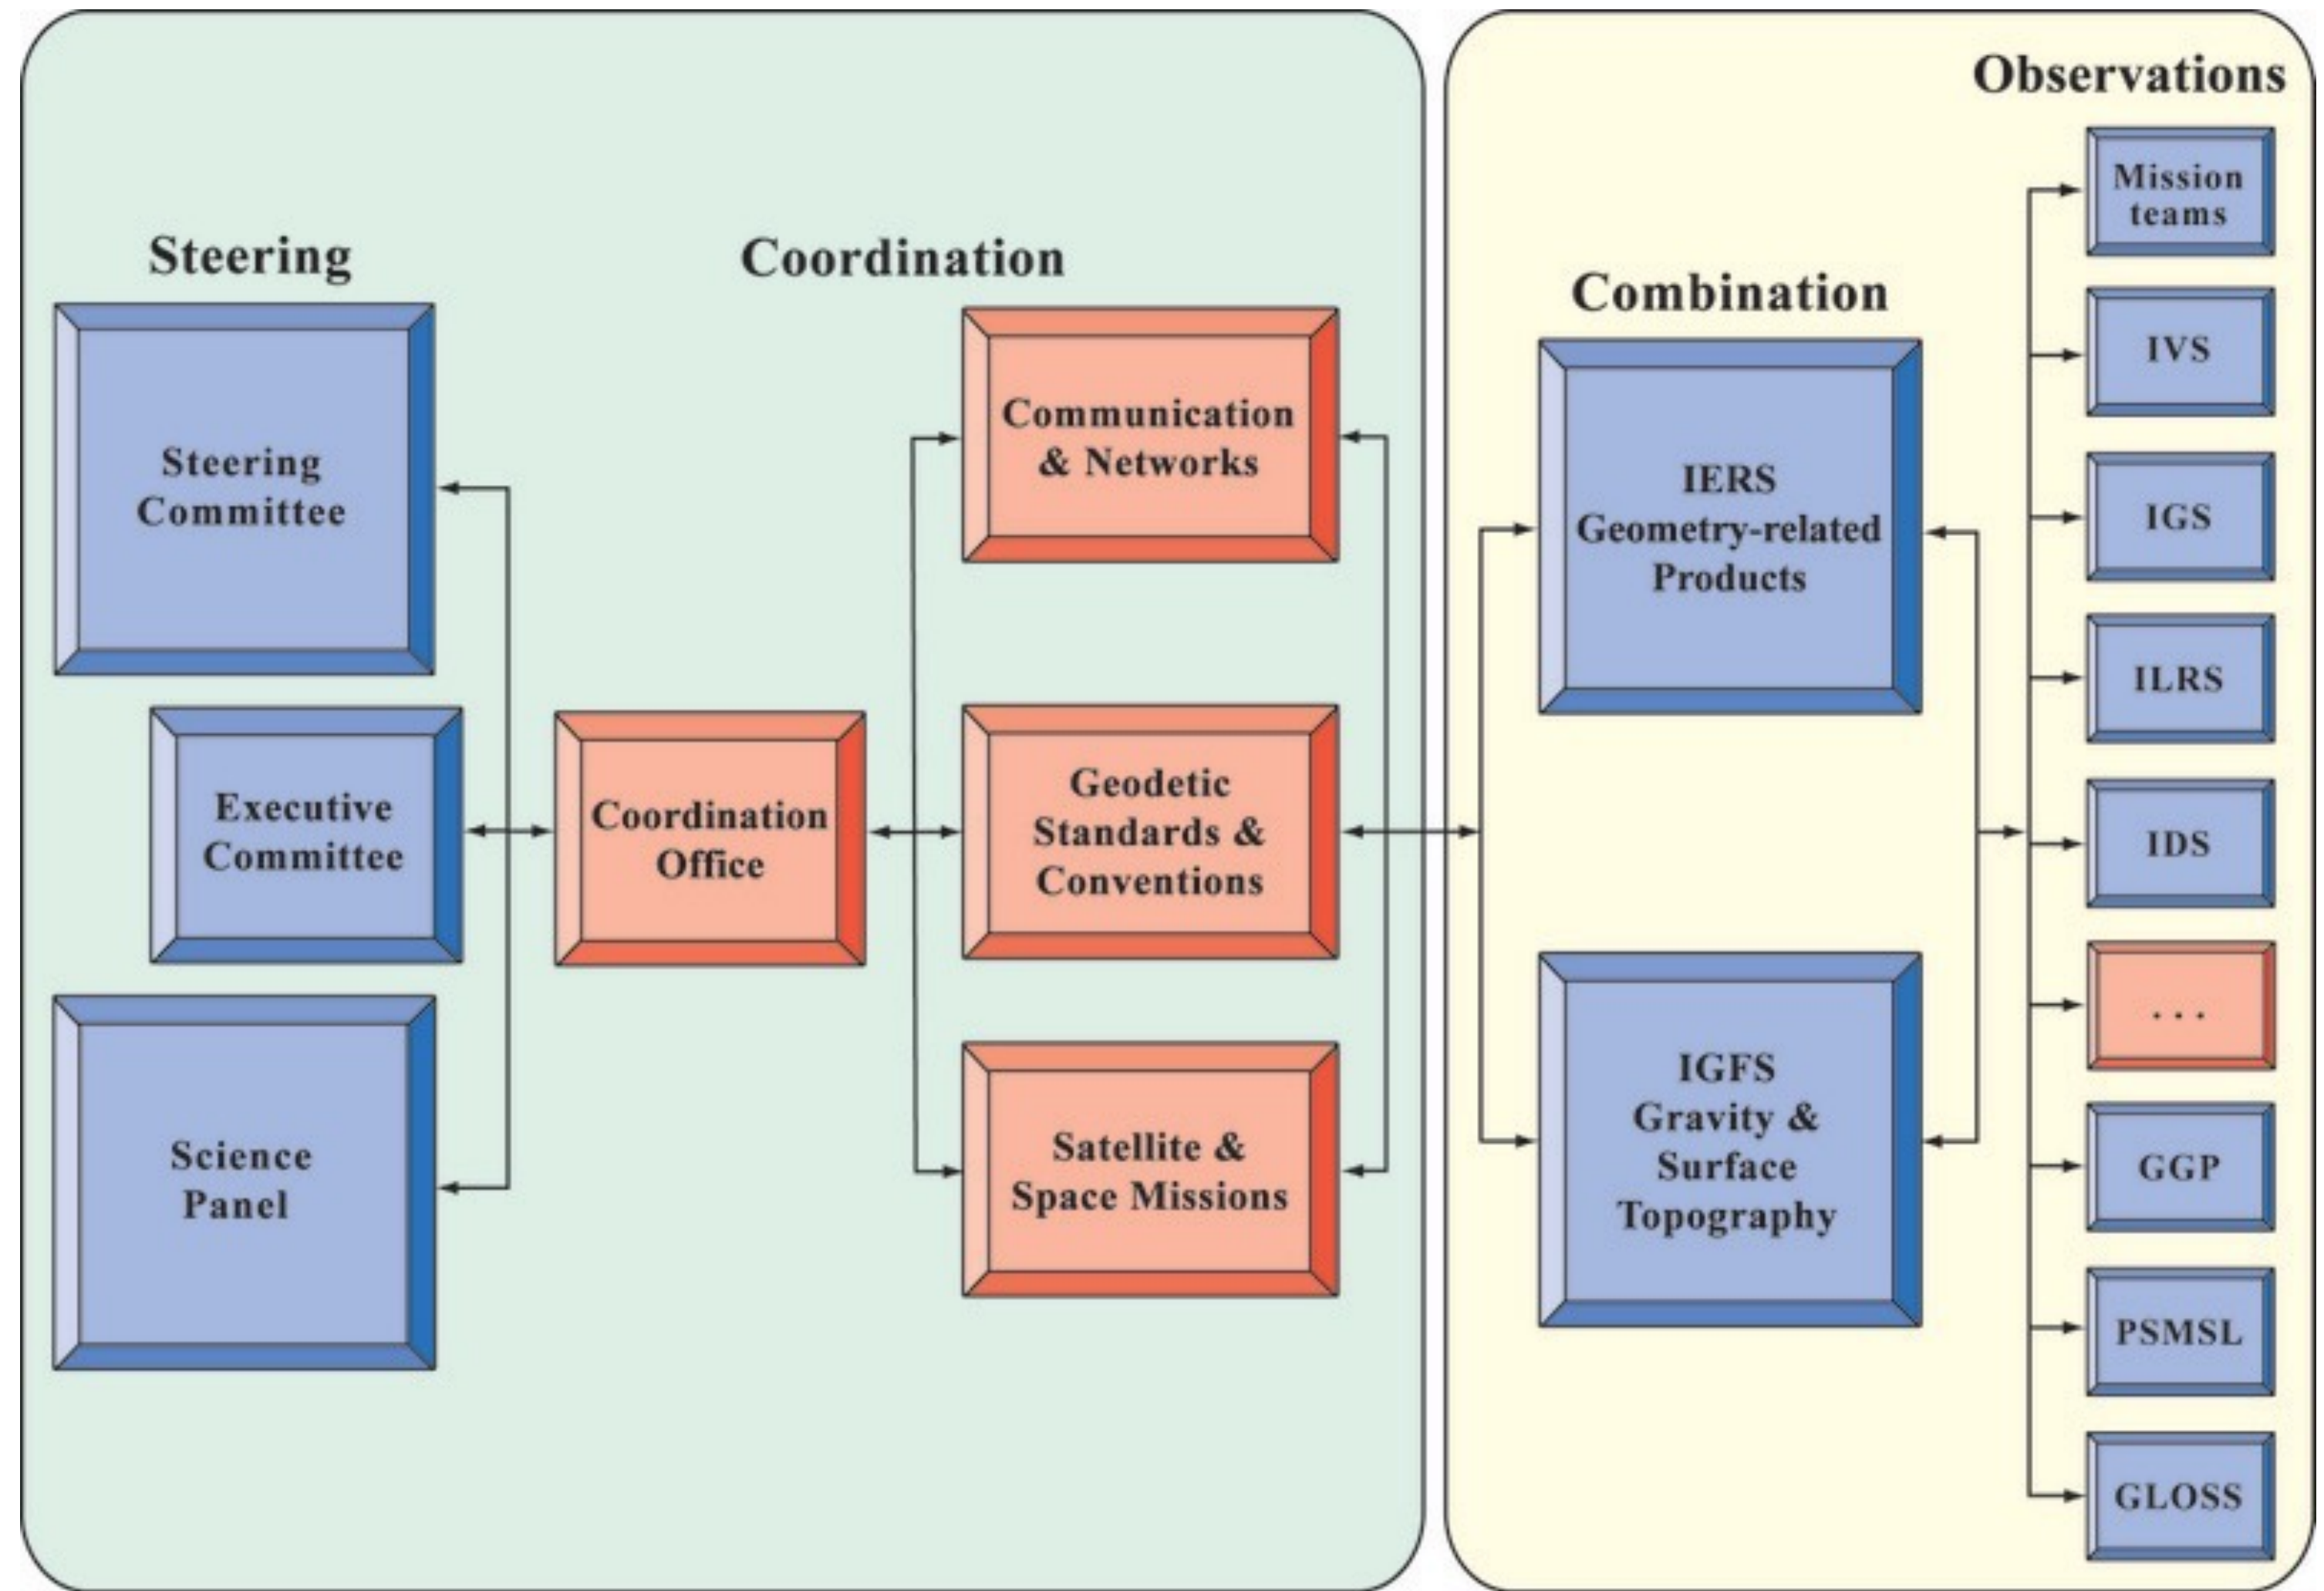 Steering
Steering
Committee
Executive
Committee
Science
Panel
Coordination
Coordination
Office
Communication
& Networks
Geodetic
Standards &
Conventions
Satellite &
Space Missions
Combination
IERS
Geometry-related
Products
IGFS
Gravity &
Surface
Topography
Observations
Mission
teams
IVS
IGS
ILRS
IDS
. . .
GGP
PSMSL
GLOSS